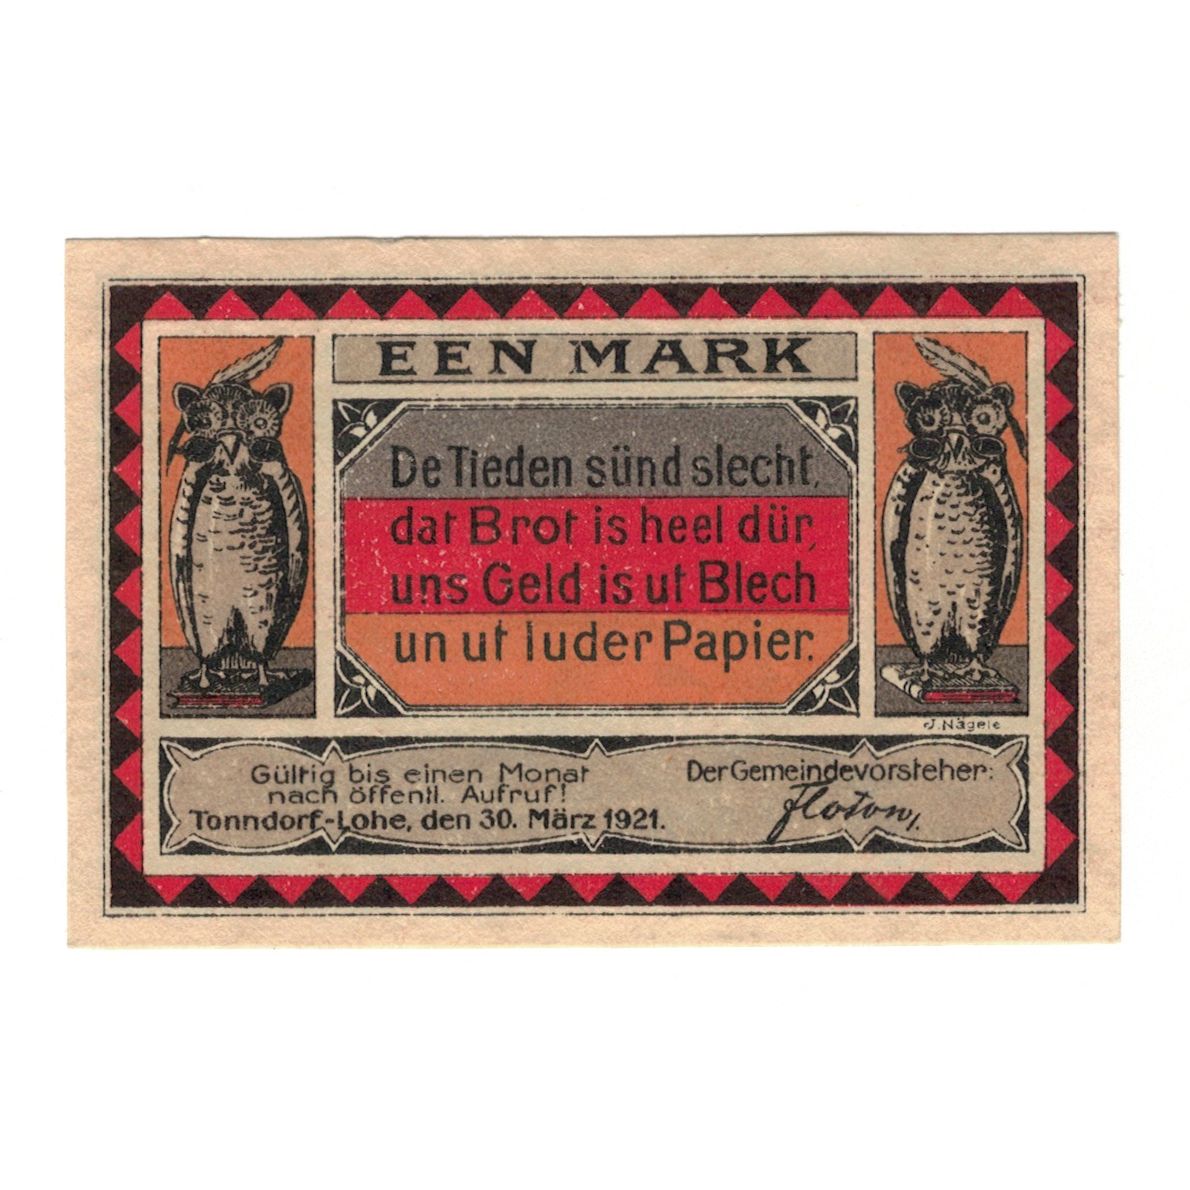 EEN MARK
De Tieden sünd slecht,
dat Brot is heel dür,
uns Geld is ut Blech
un ut luder Papier.
J. Nägele
Gültig bis einen Monat
nach öffentl. Aufruf!
Tonndorf-Lohe, den 30. März 1921.
Der Gemeindevorsteher: